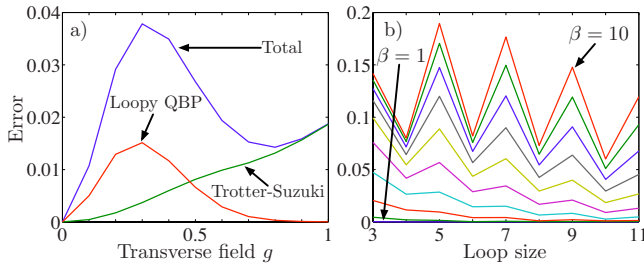 a)
0.04
0.03
0.02
0.01
0
Error
Total
Loopy QBP
Trotter-Suzuki
0
0.5
1
Transverse field g
b)
0.2
0.15
0.1
0.05
0
β = 1
β = 10
3
5
7
9
11
Loop size